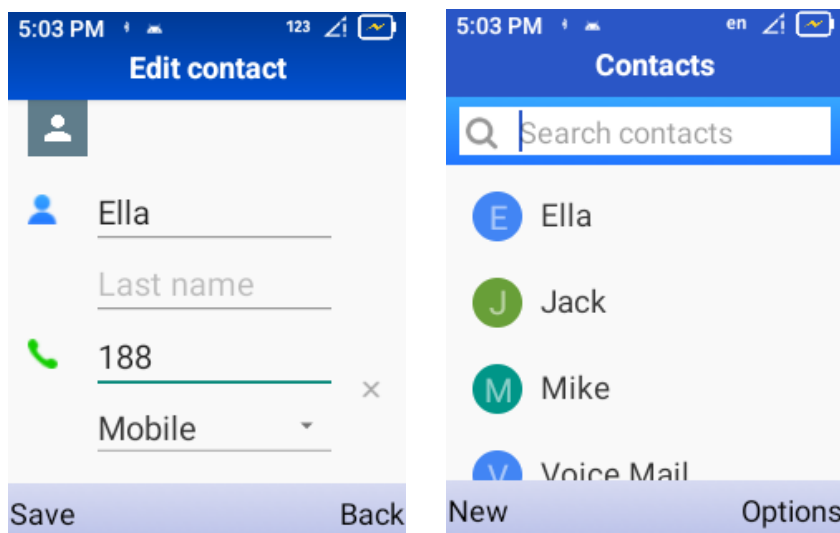 5:03 PM 123
Edit contact
Ella
Last name
188
Mobile
Save Back
5:03 PM en
Contacts
Search contacts
E Ella
J Jack
M Mike
V Voice Mail
New Options